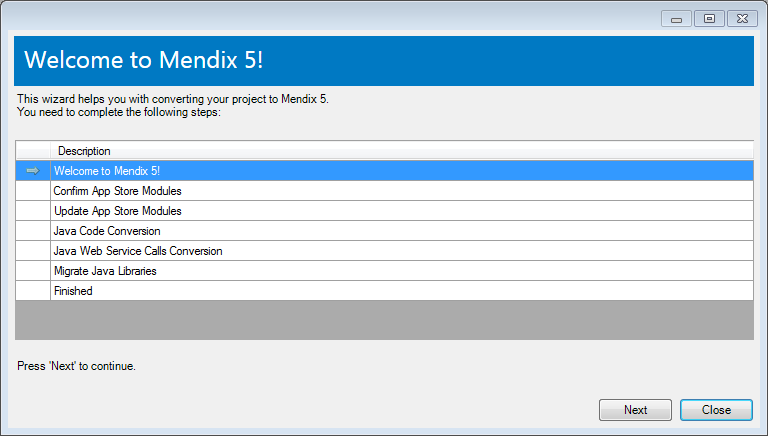 Welcome to Mendix 5!
This wizard helps you with converting your project to Mendix 5.
You need to complete the following steps:
Description
Welcome to Mendix 5!
Confirm App Store Modules
Update App Store Modules
Java Code Conversion
Java Web Service Calls Conversion
Migrate Java Libraries
Finished
Press 'Next' to continue.
Next
Close